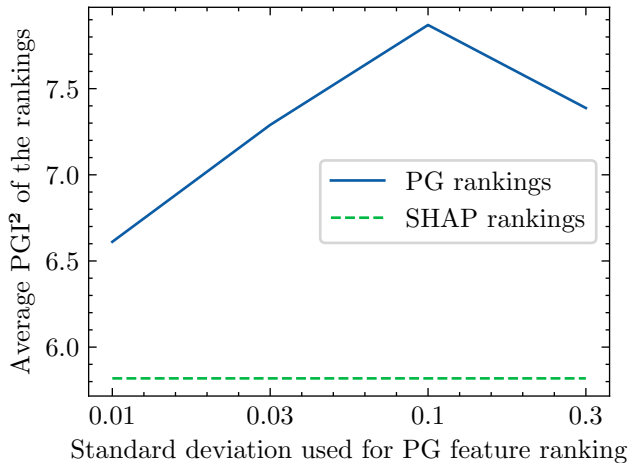 Average PGI² of the rankings
7.5
7.0
6.5
6.0
PG rankings
SHAP rankings
0.01 0.03 0.1 0.3
Standard deviation used for PG feature ranking